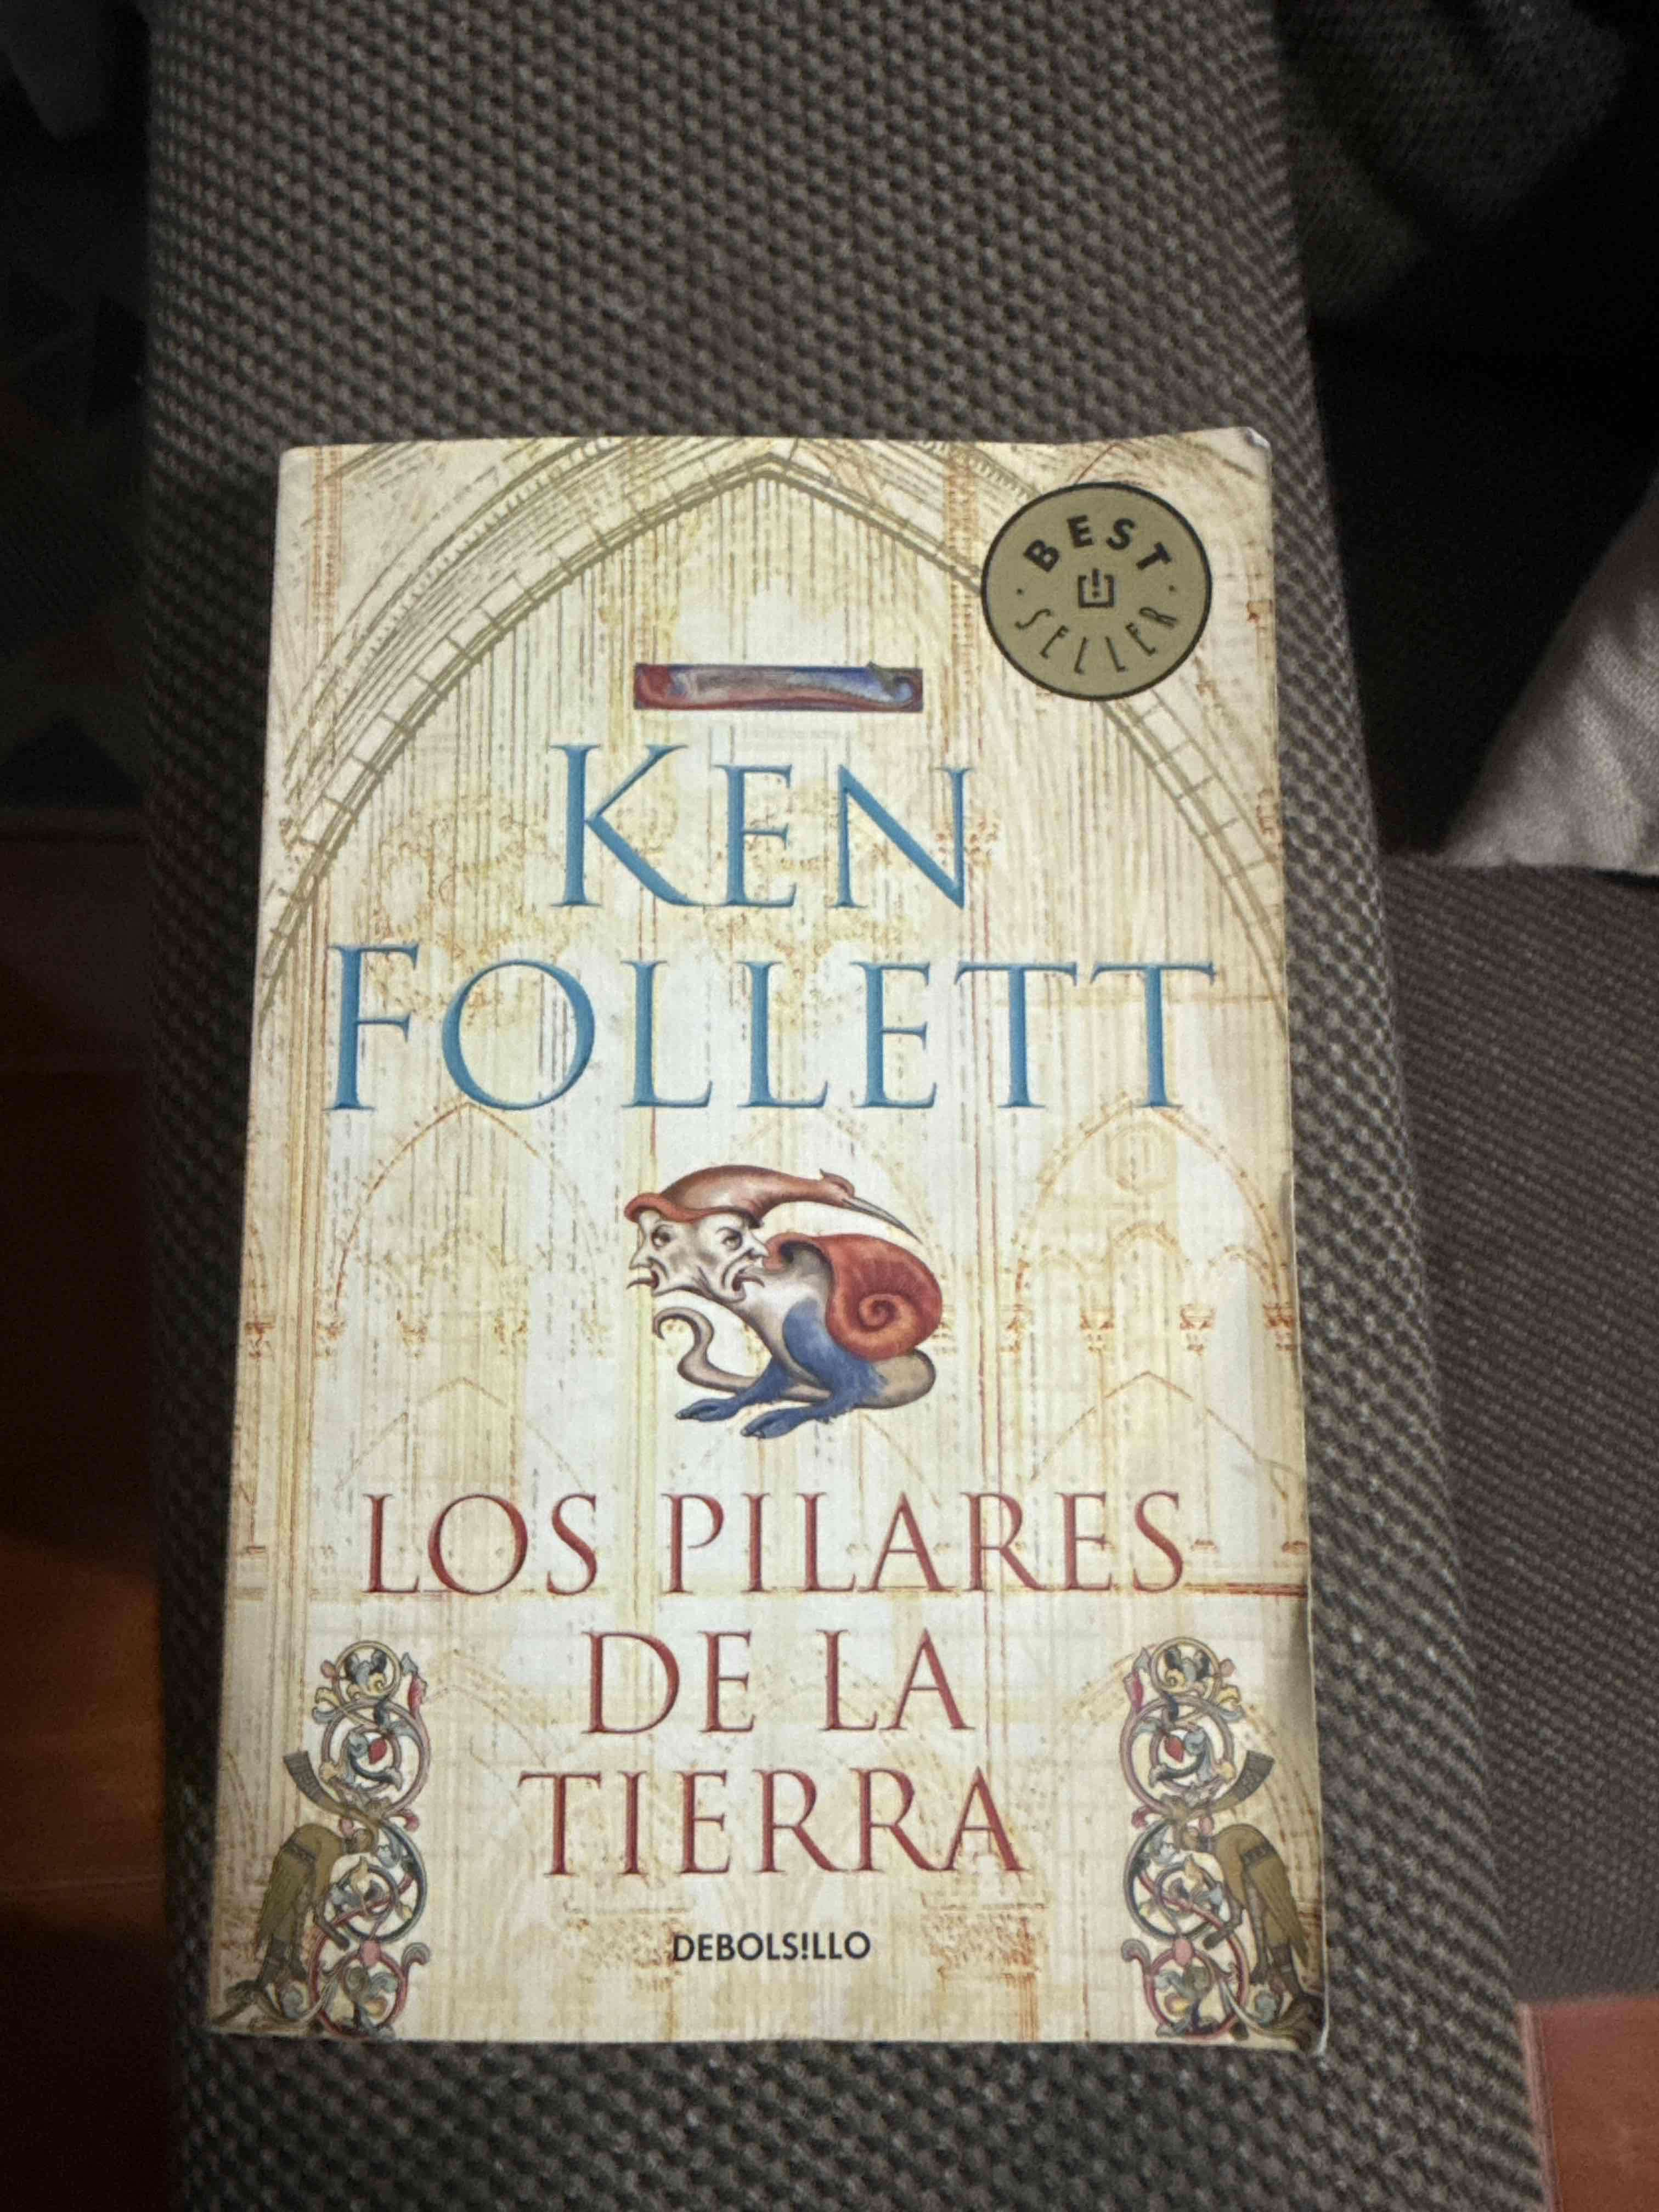 BEST
SELLER
KEN
FOLLETT
LOS PILARES
DE LA
TIERRA
DEBOLS!LLO